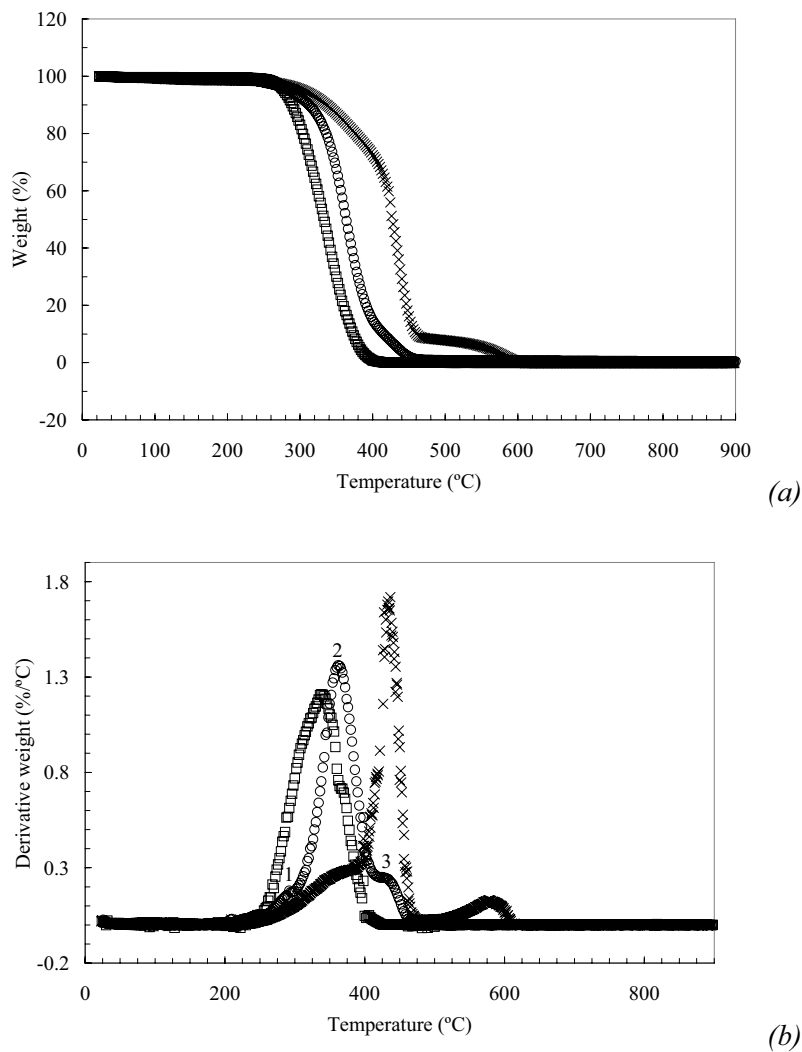 120
100
80
60
40
20
0
-20
Weight (%)
0 100 200 300 400 500 600 700 800 900
Temperature (ºC)
(a)
1.8
1.3
0.8
0.3
-0.2
Derivative weight (%/ºC)
2
1
3
0 200 400 600 800
Temperature (ºC)
(b)